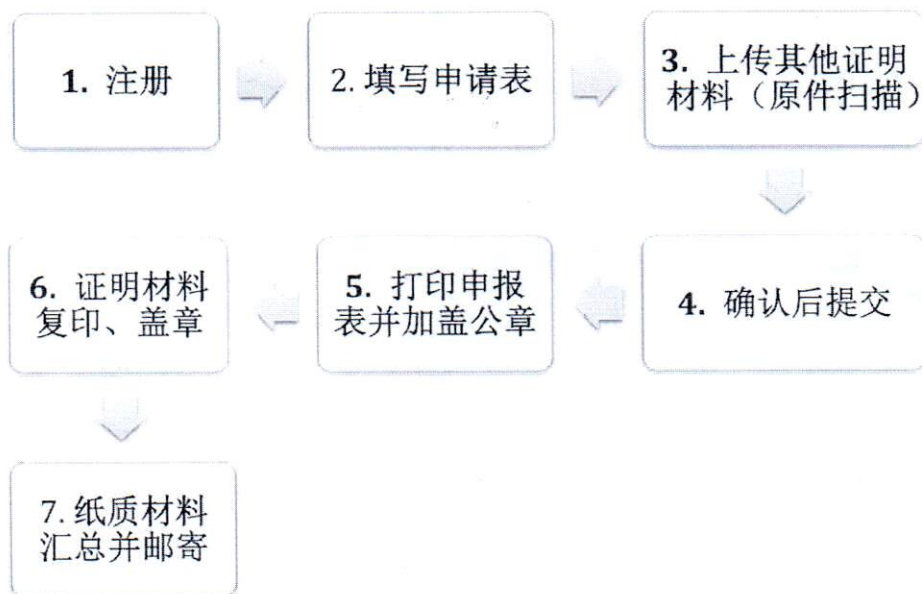 1. 注册
2. 填写申请表
3. 上传其他证明
材料（原件扫描）
4. 确认后提交
5. 打印申报
表并加盖公章
6. 证明材料
复印、盖章
7. 纸质材料
汇总并邮寄